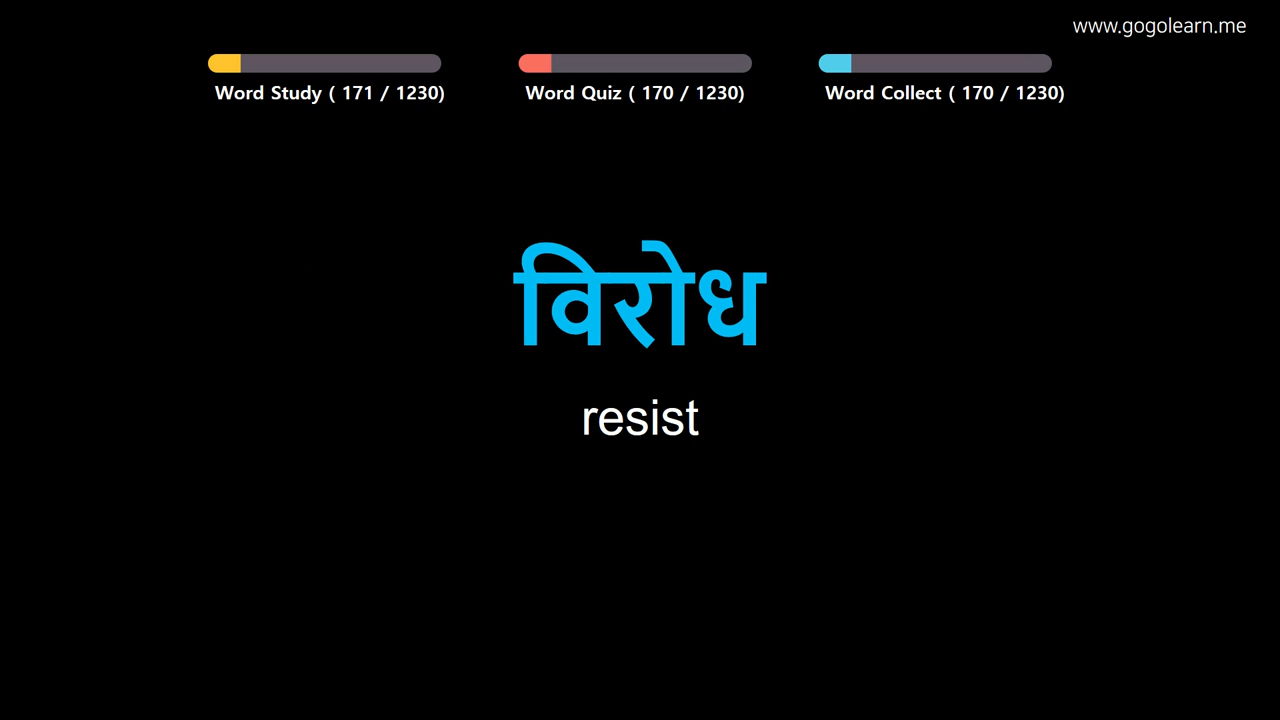 www.gogolearn.me
Word Study ( 171 / 1230)
Word Quiz ( 170 / 1230)
Word Collect ( 170 / 1230)
विरोध
resist